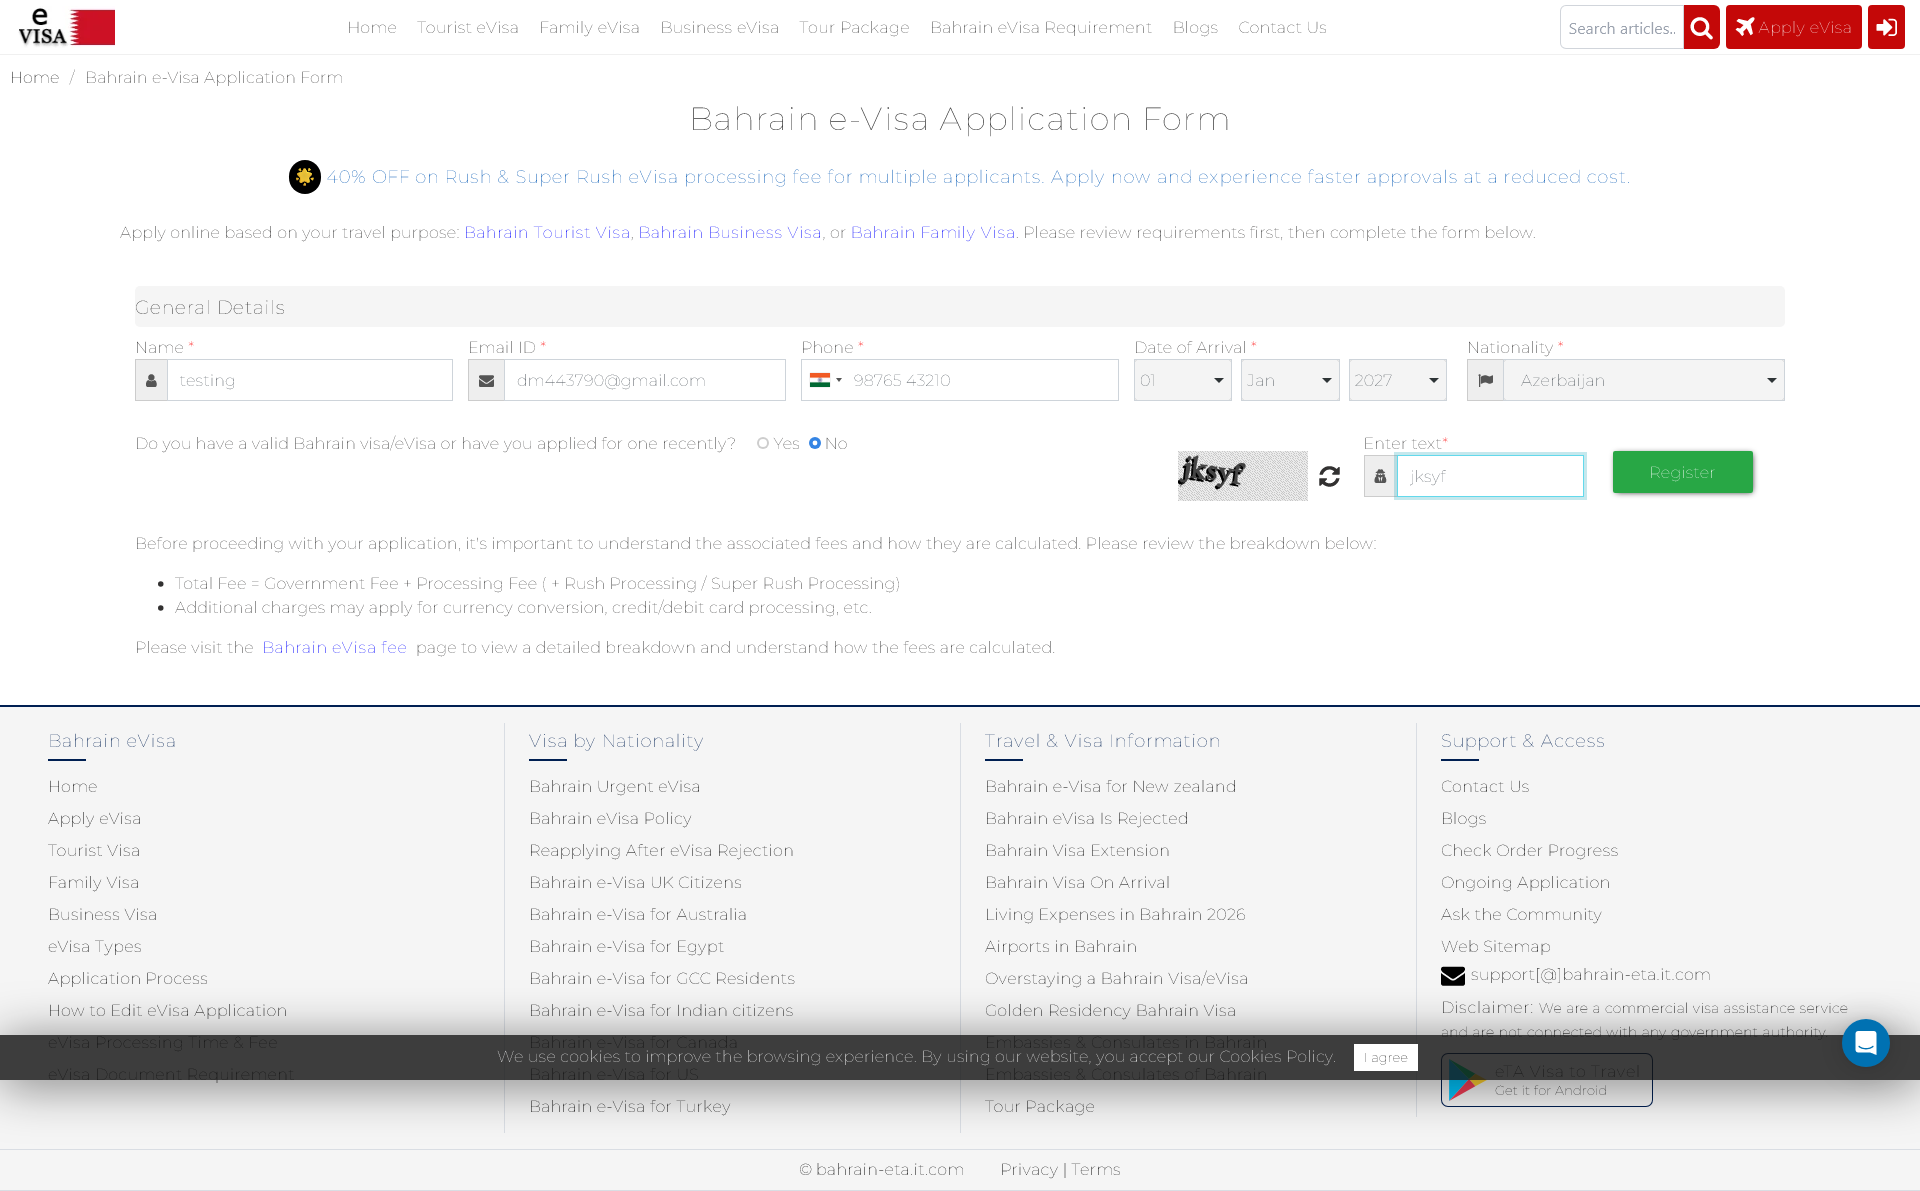 e
VISA
Home Tourist eVisa Family eVisa Business eVisa Tour Package Bahrain eVisa Requirement Blogs Contact Us
Search articles.. Apply eVisa
Home / Bahrain e-Visa Application Form
Bahrain e-Visa Application Form
40% OFF on Rush & Super Rush eVisa processing fee for multiple applicants. Apply now and experience faster approvals at a reduced cost.
Apply online based on your travel purpose: Bahrain Tourist Visa, Bahrain Business Visa, or Bahrain Family Visa. Please review requirements first, then complete the form below.
General Details
Name * Email ID * Phone * Date of Arrival * Nationality *
testing dm443790@gmail.com 98765 43210 01 Jan 2027 Azerbaijan
Do you have a valid Bahrain visa/eVisa or have you applied for one recently? Yes No
Enter text*
jksyf jksyf Register
Before proceeding with your application, it's important to understand the associated fees and how they are calculated. Please review the breakdown below:
• Total Fee = Government Fee + Processing Fee ( + Rush Processing / Super Rush Processing)
• Additional charges may apply for currency conversion, credit/debit card processing, etc.
Please visit the Bahrain eVisa fee page to view a detailed breakdown and understand how the fees are calculated.
Bahrain eVisa
Home
Apply eVisa
Tourist Visa
Family Visa
Business Visa
eVisa Types
Application Process
How to Edit eVisa Application
eVisa Processing Time & Fee
eVisa Document Requirement
Visa by Nationality
Bahrain Urgent eVisa
Bahrain eVisa Policy
Reapplying After eVisa Rejection
Bahrain e-Visa UK Citizens
Bahrain e-Visa for Australia
Bahrain e-Visa for Egypt
Bahrain e-Visa for GCC Residents
Bahrain e-Visa for Indian citizens
Bahrain e-Visa for Canada
Bahrain e-Visa for US
Bahrain e-Visa for Turkey
Travel & Visa Information
Bahrain e-Visa for New zealand
Bahrain eVisa Is Rejected
Bahrain Visa Extension
Bahrain Visa On Arrival
Living Expenses in Bahrain 2026
Airports in Bahrain
Overstaying a Bahrain Visa/eVisa
Golden Residency Bahrain Visa
Embassies & Consulates in Bahrain
Embassies & Consulates of Bahrain
Tour Package
Support & Access
Contact Us
Blogs
Check Order Progress
Ongoing Application
Ask the Community
Web Sitemap
support[@]bahrain-eta.it.com
Disclaimer: We are a commercial visa assistance service
and are not connected with any government authority
eTA Visa to Travel
Get it for Android
We use cookies to improve the browsing experience. By using our website, you accept our Cookies Policy. I agree
© bahrain-eta.it.com Privacy | Terms